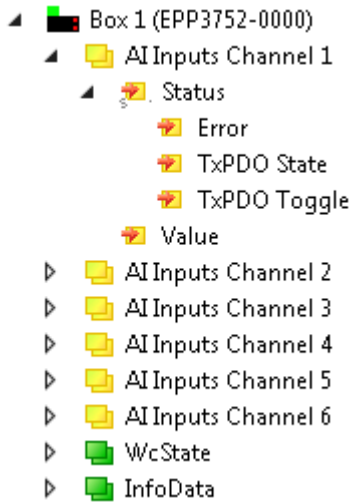 Box 1 (EPP3752-0000)
AI Inputs Channel 1
Status
Error
TxPDO State
TxPDO Toggle
Value
AI Inputs Channel 2
AI Inputs Channel 3
AI Inputs Channel 4
AI Inputs Channel 5
AI Inputs Channel 6
WcState
InfoData